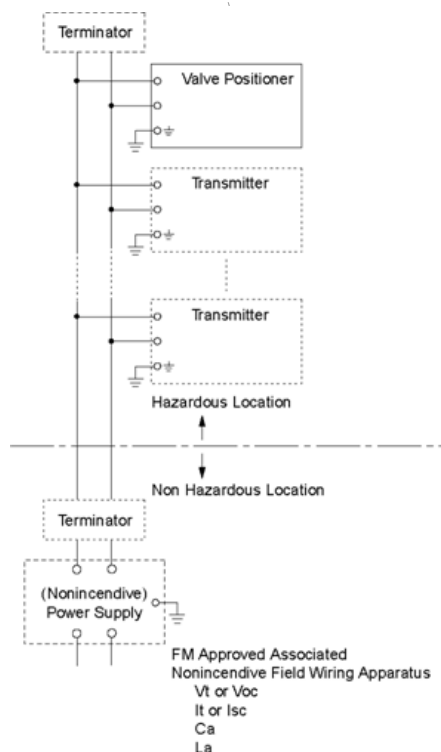 Terminator
Valve Positioner
Transmitter
Transmitter
Hazardous Location
Non Hazardous Location
Terminator
(Nonincendive)
Power Supply
FM Approved Associated
Nonincendive Field Wiring Apparatus
Vt or Voc
It or Isc
Ca
La